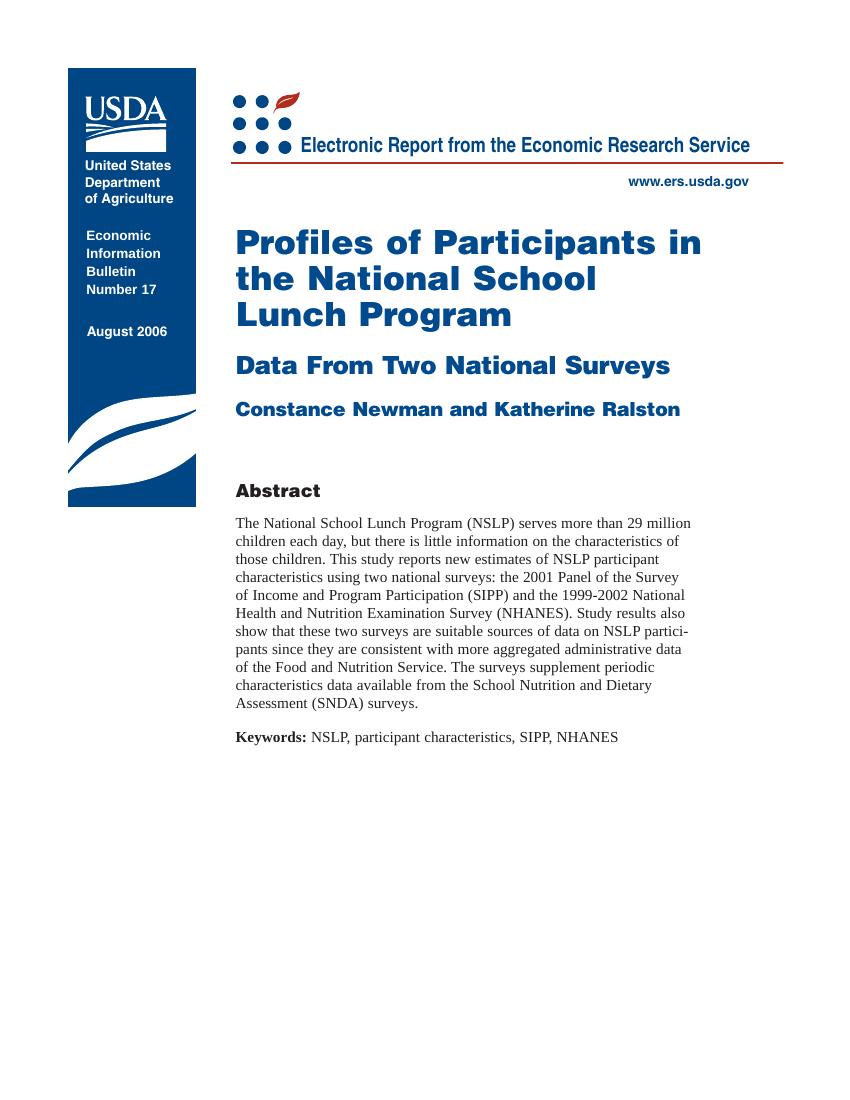 USDA
United States
Department
of Agriculture
Economic
Information
Bulletin
Number 17
August 2006
Electronic Report from the Economic Research Service
www.ers.usda.gov
Profiles of Participants in
the National School
Lunch Program
Data From Two National Surveys
Constance Newman and Katherine Ralston
Abstract
The National School Lunch Program (NSLP) serves more than 29 million
children each day, but there is little information on the characteristics of
those children. This study reports new estimates of NSLP participant
characteristics using two national surveys: the 2001 Panel of the Survey
of Income and Program Participation (SIPP) and the 1999-2002 National
Health and Nutrition Examination Survey (NHANES). Study results also
show that these two surveys are suitable sources of data on NSLP partici-
pants since they are consistent with more aggregated administrative data
of the Food and Nutrition Service. The surveys supplement periodic
characteristics data available from the School Nutrition and Dietary
Assessment (SNDA) surveys.
Keywords: NSLP, participant characteristics, SIPP, NHANES